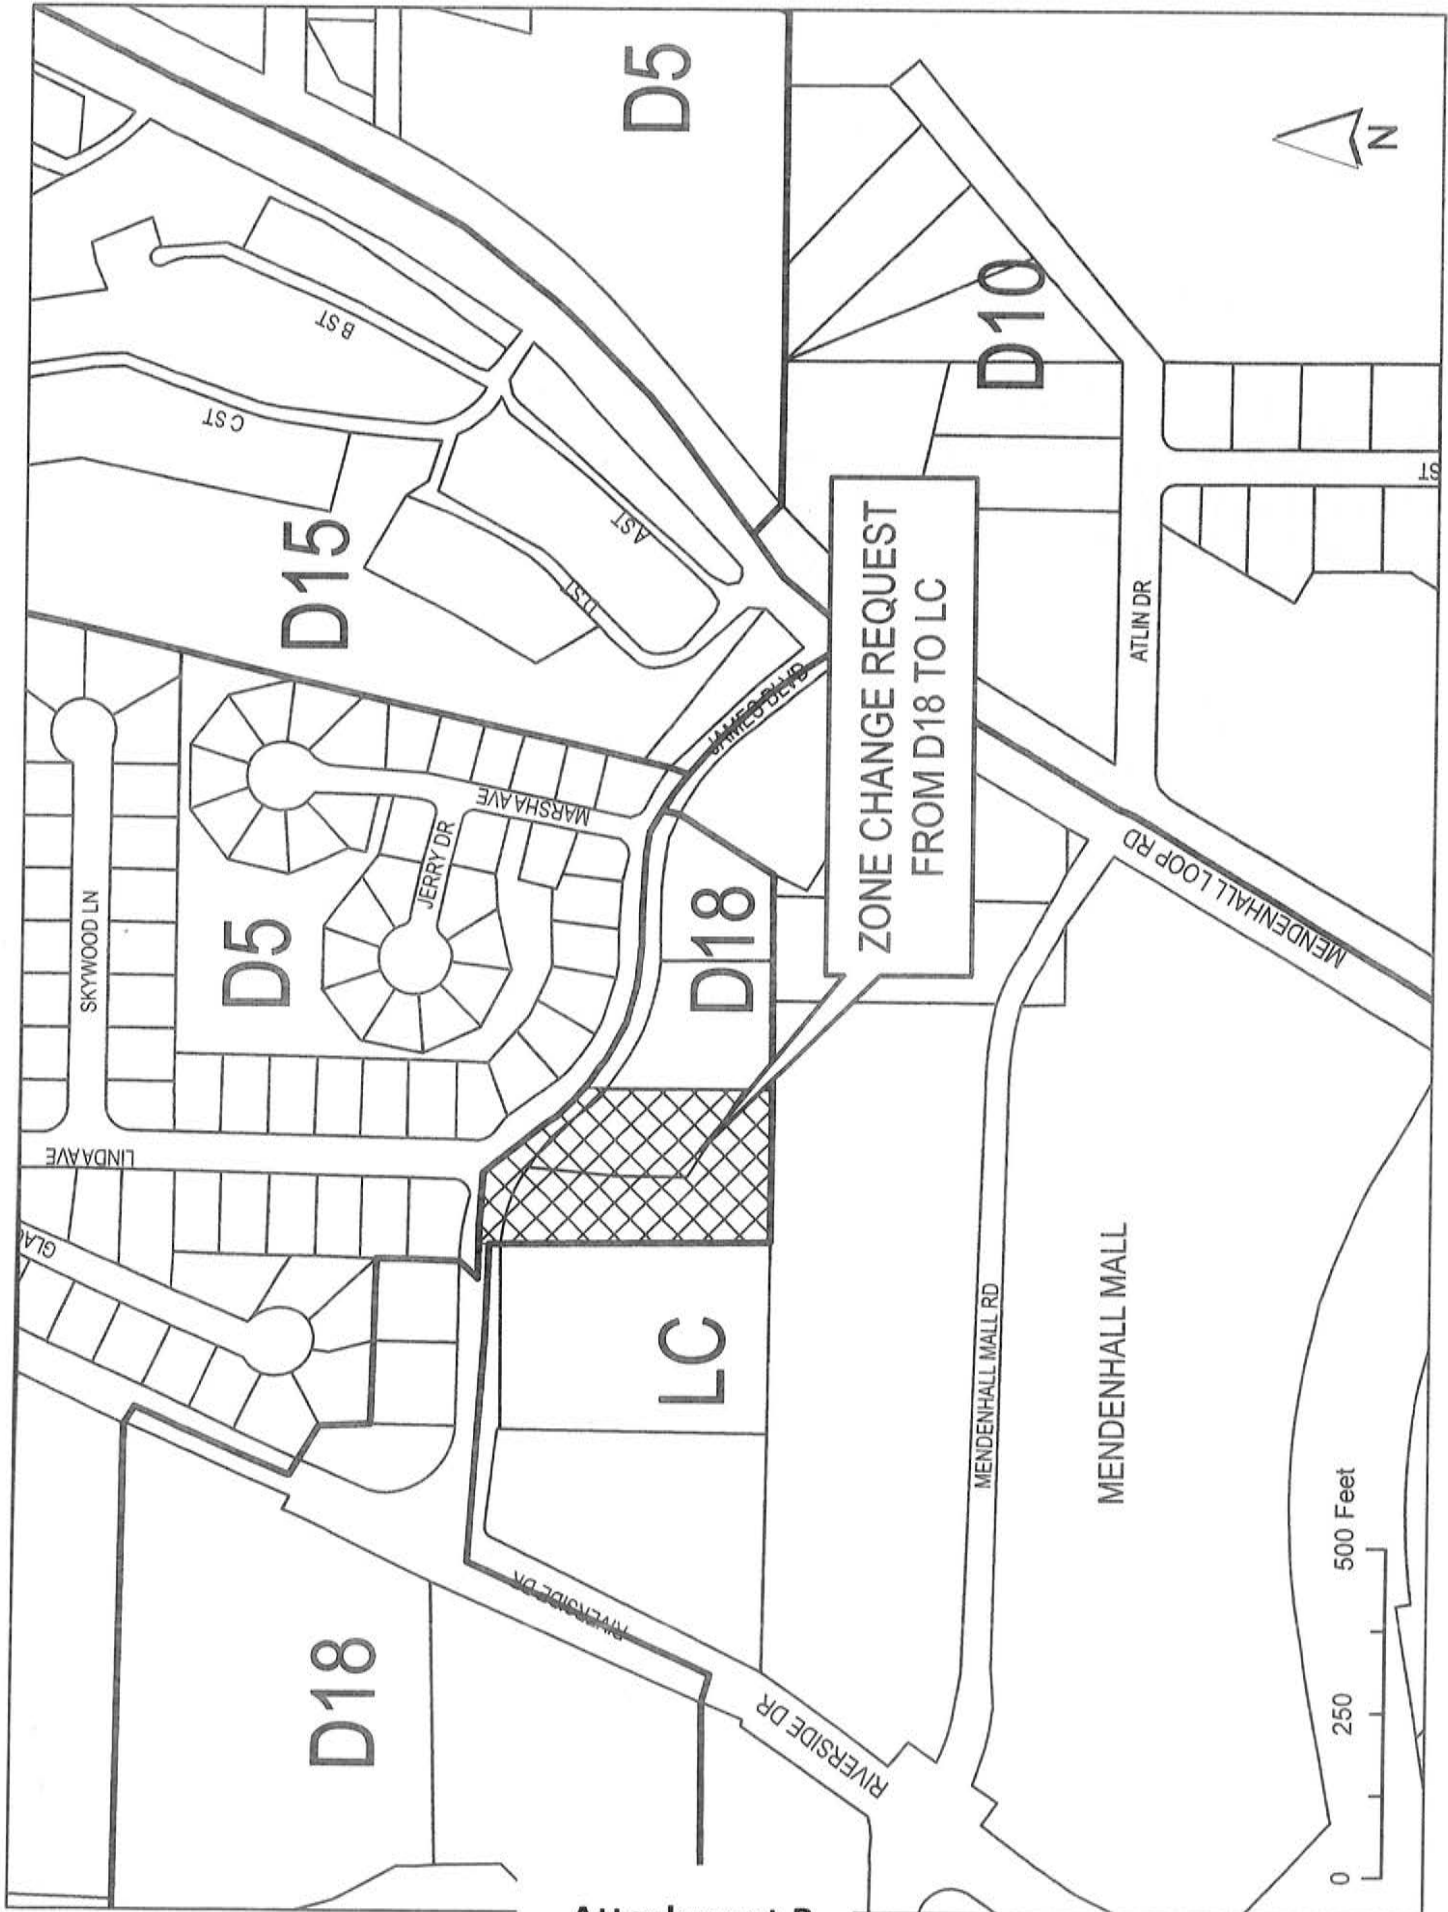 D5
B ST
C ST
D10
N
D15
A ST
D ST
ST
ZONE CHANGE REQUEST
FROM D18 TO LC
ATLIN DR
JAMES BLVD
MARSHA AVE
JERRY DR
SKYWOOD LN
D5
D18
MENDENHALL LOOP RD
LINDA AVE
LC
MENDENHALL MALL RD
MENDENHALL MALL
D18
RIVERSIDE DR
RIVERSIDE DR
0 250 500 Feet